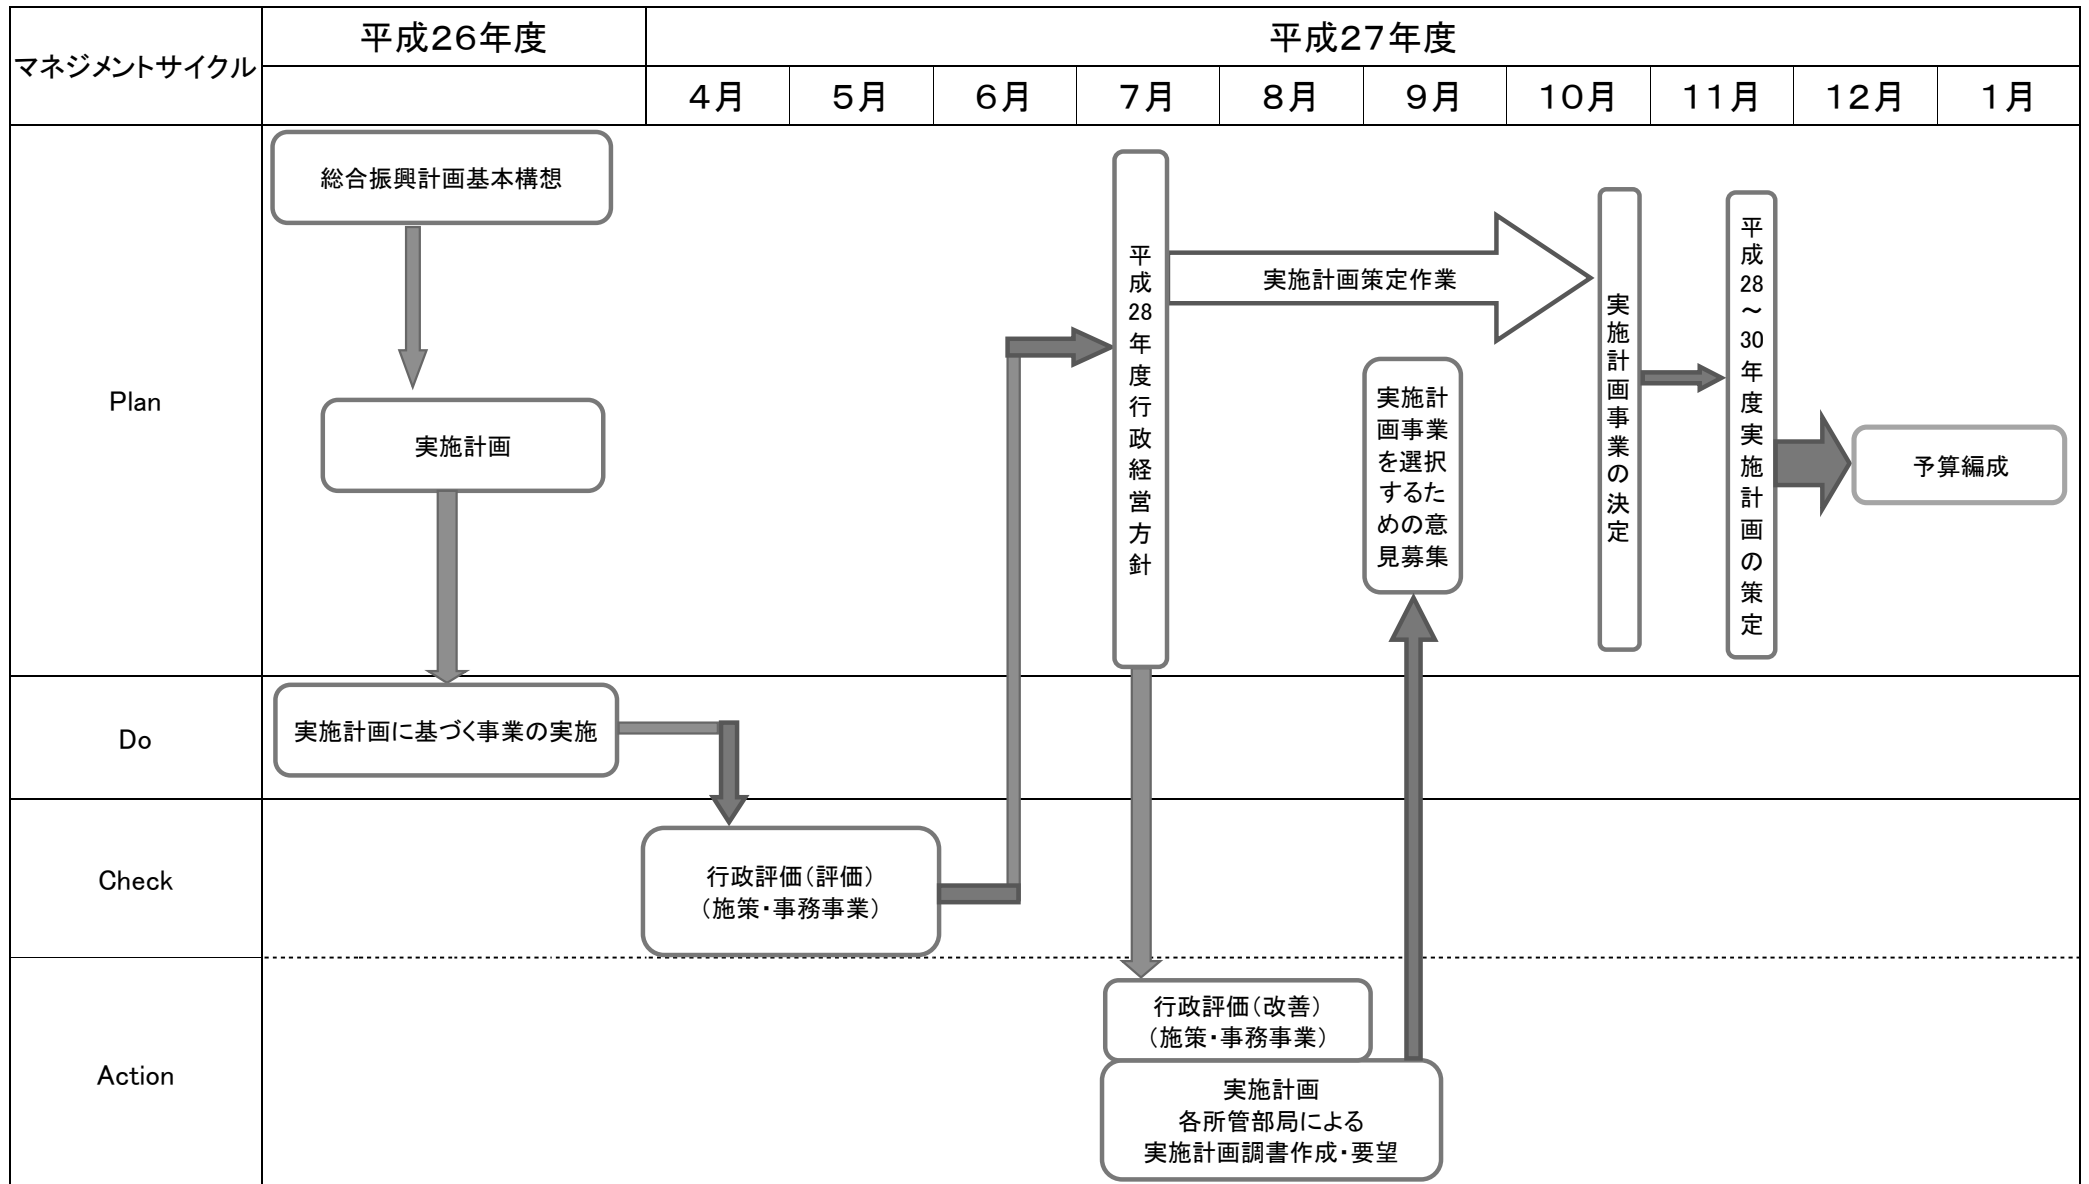 マネジメントサイクル
平成26年度
平成27年度
4月
5月
6月
7月
8月
9月
10月
11月
12月
1月
Plan
総合振興計画基本構想
実施計画
平成28年度行政経営方針
実施計画策定作業
実施計
画事業
を選択
するた
めの意
見募集
実施計画事業の決定
平成28～30年度実施計画の策定
予算編成
Do
実施計画に基づく事業の実施
Check
行政評価（評価）
（施策・事務事業）
Action
行政評価（改善）
（施策・事務事業）
実施計画
各所管部局による
実施計画調書作成・要望